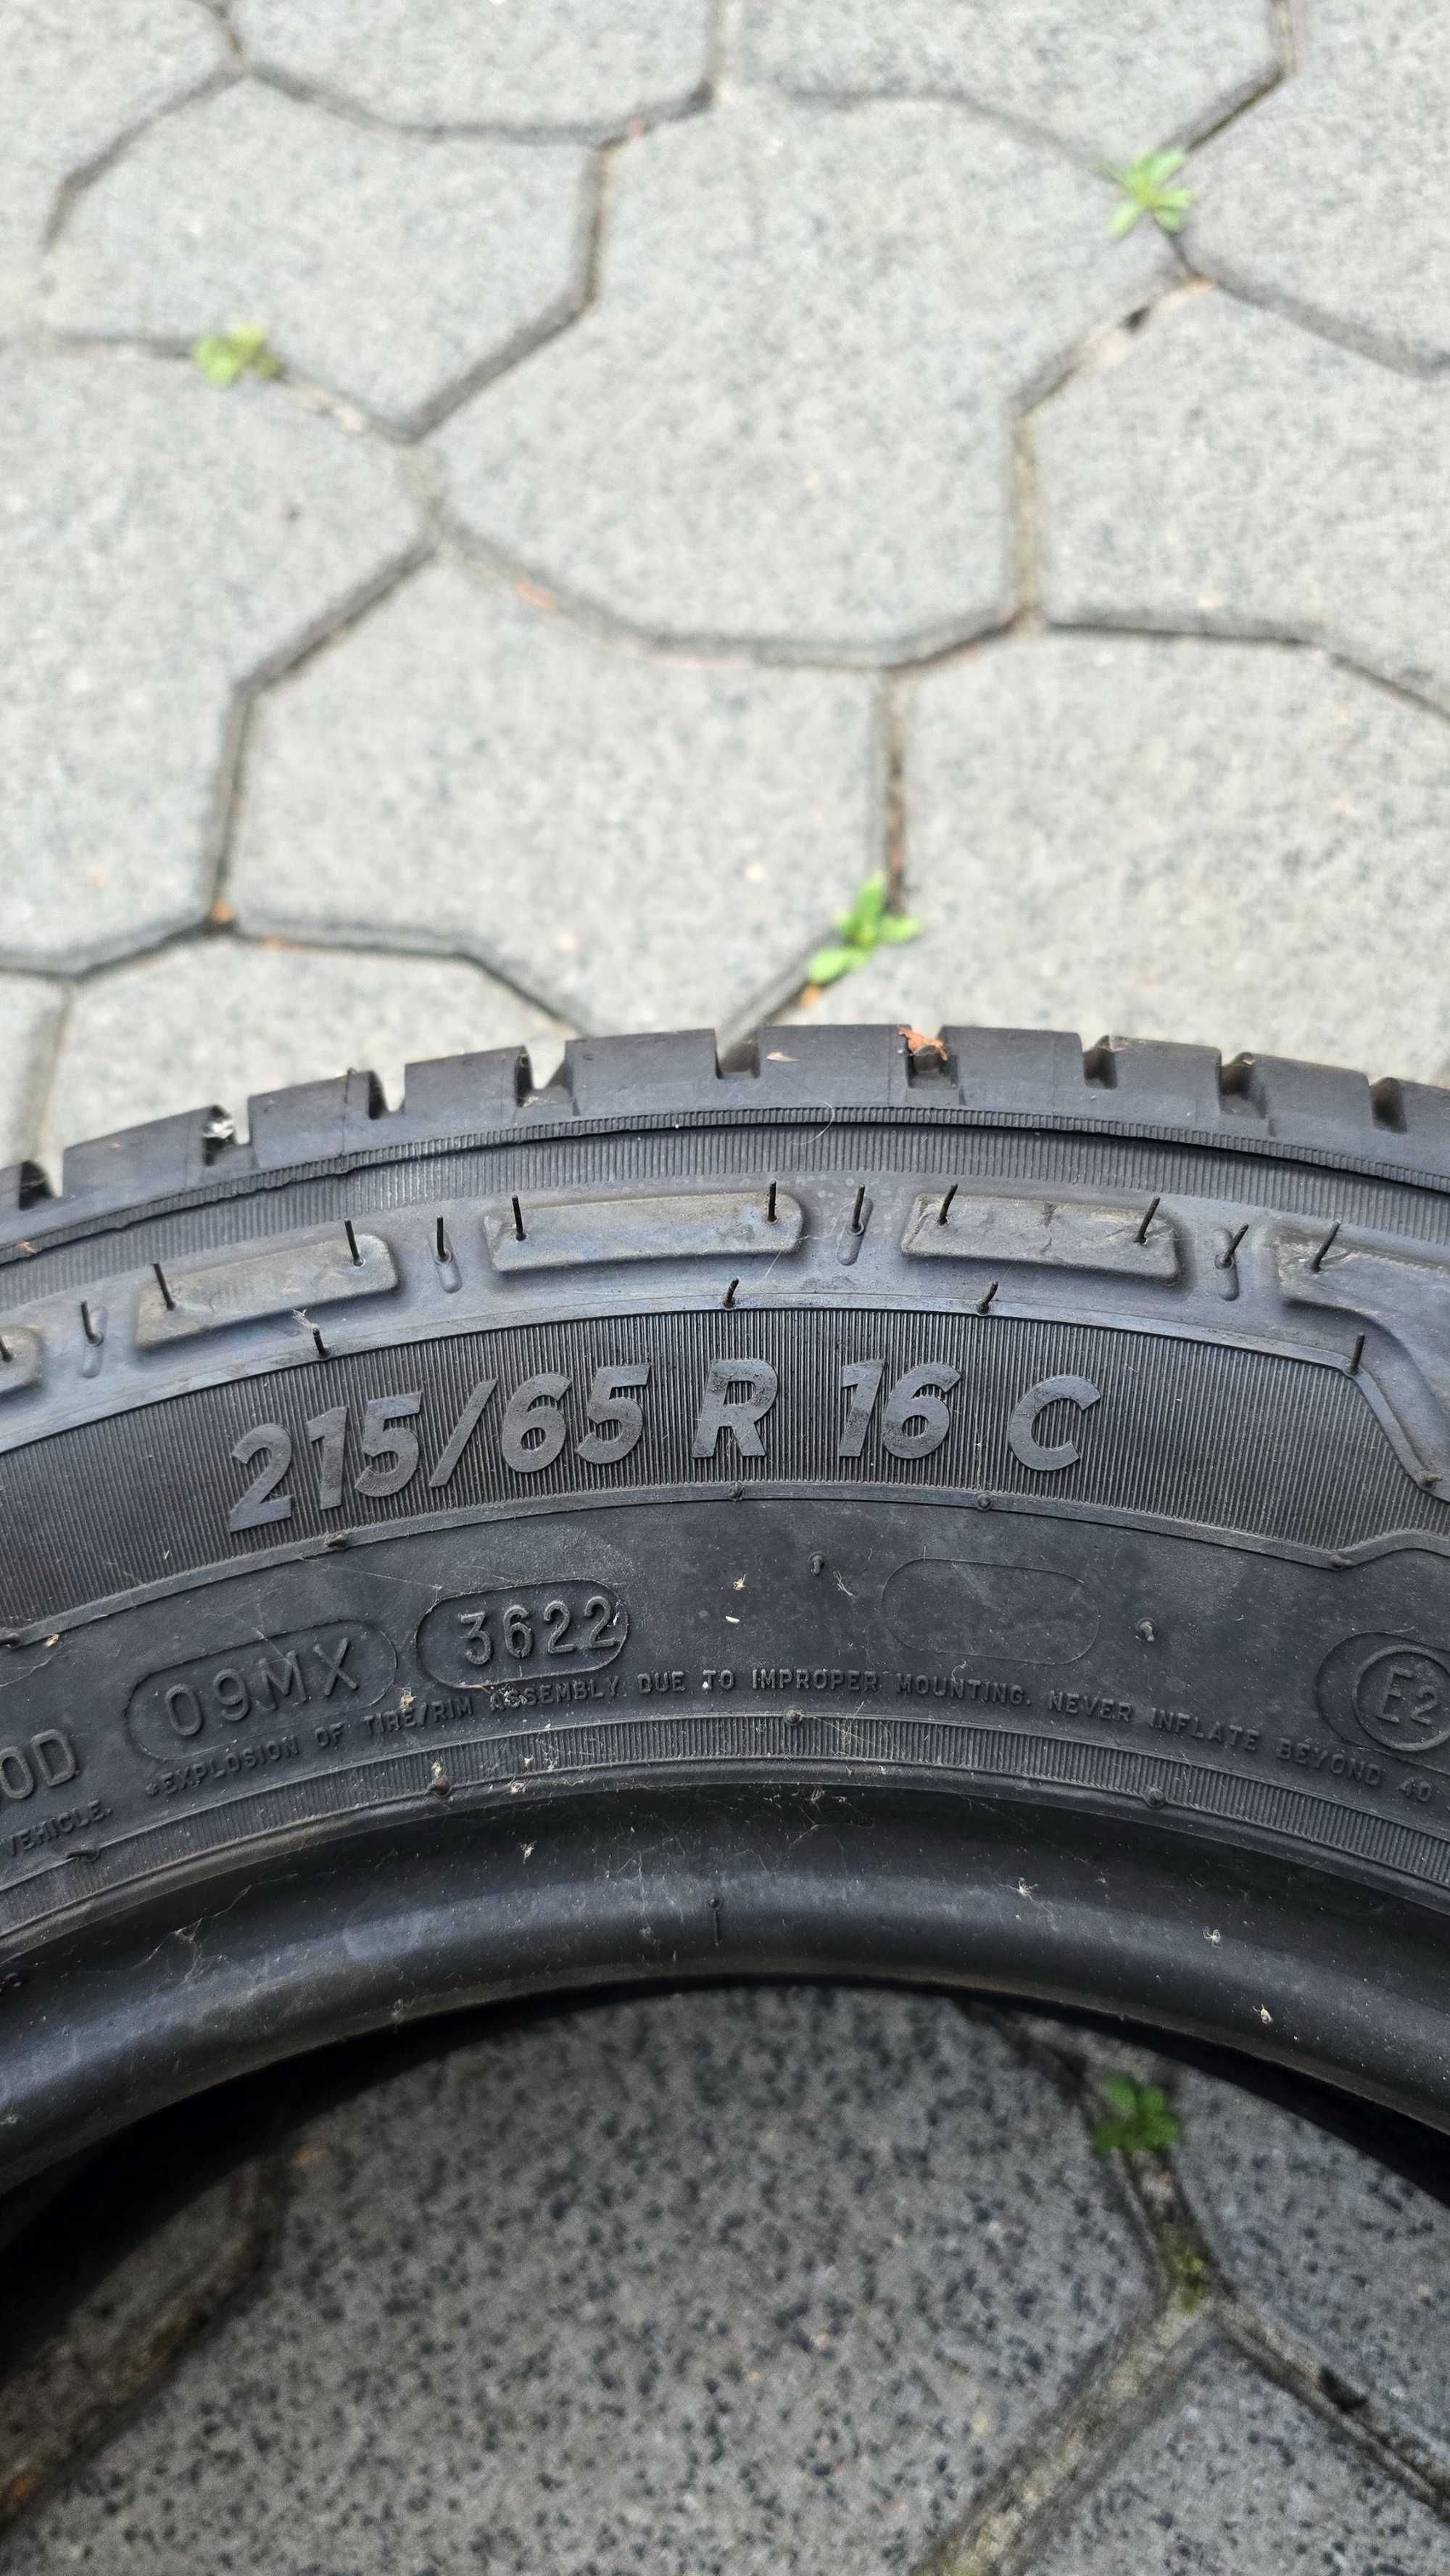 215/65 R 16 C
0D 09MX 3622
E2
VEHICLE. *EXPLOSION OF TIRE/RIM ASSEMBLY DUE TO IMPROPER MOUNTING. NEVER INFLATE BEYOND 40